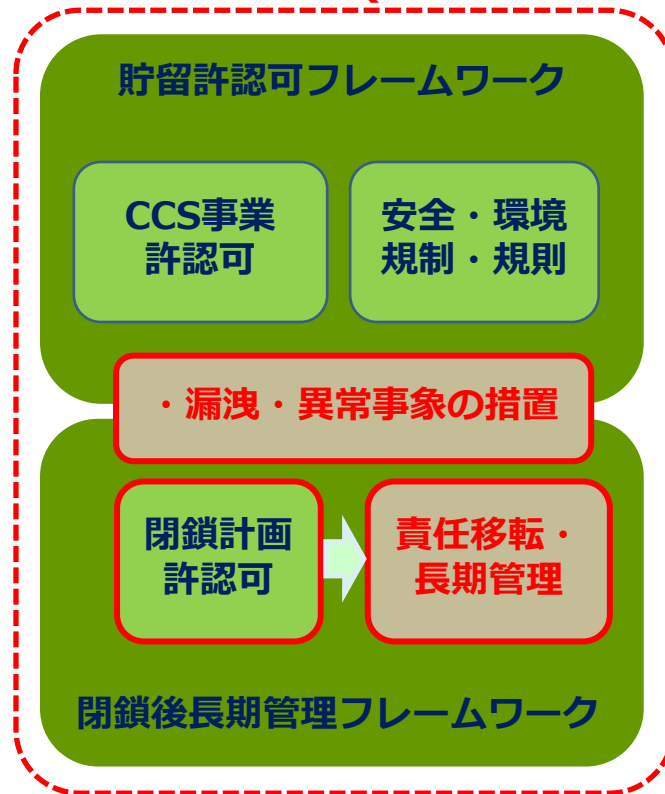 貯留許認可フレームワーク
CCS事業
許認可
安全・環境
規制・規則
・漏洩・異常事象の措置
閉鎖計画
許認可
責任移転・
長期管理
閉鎖後長期管理フレームワーク